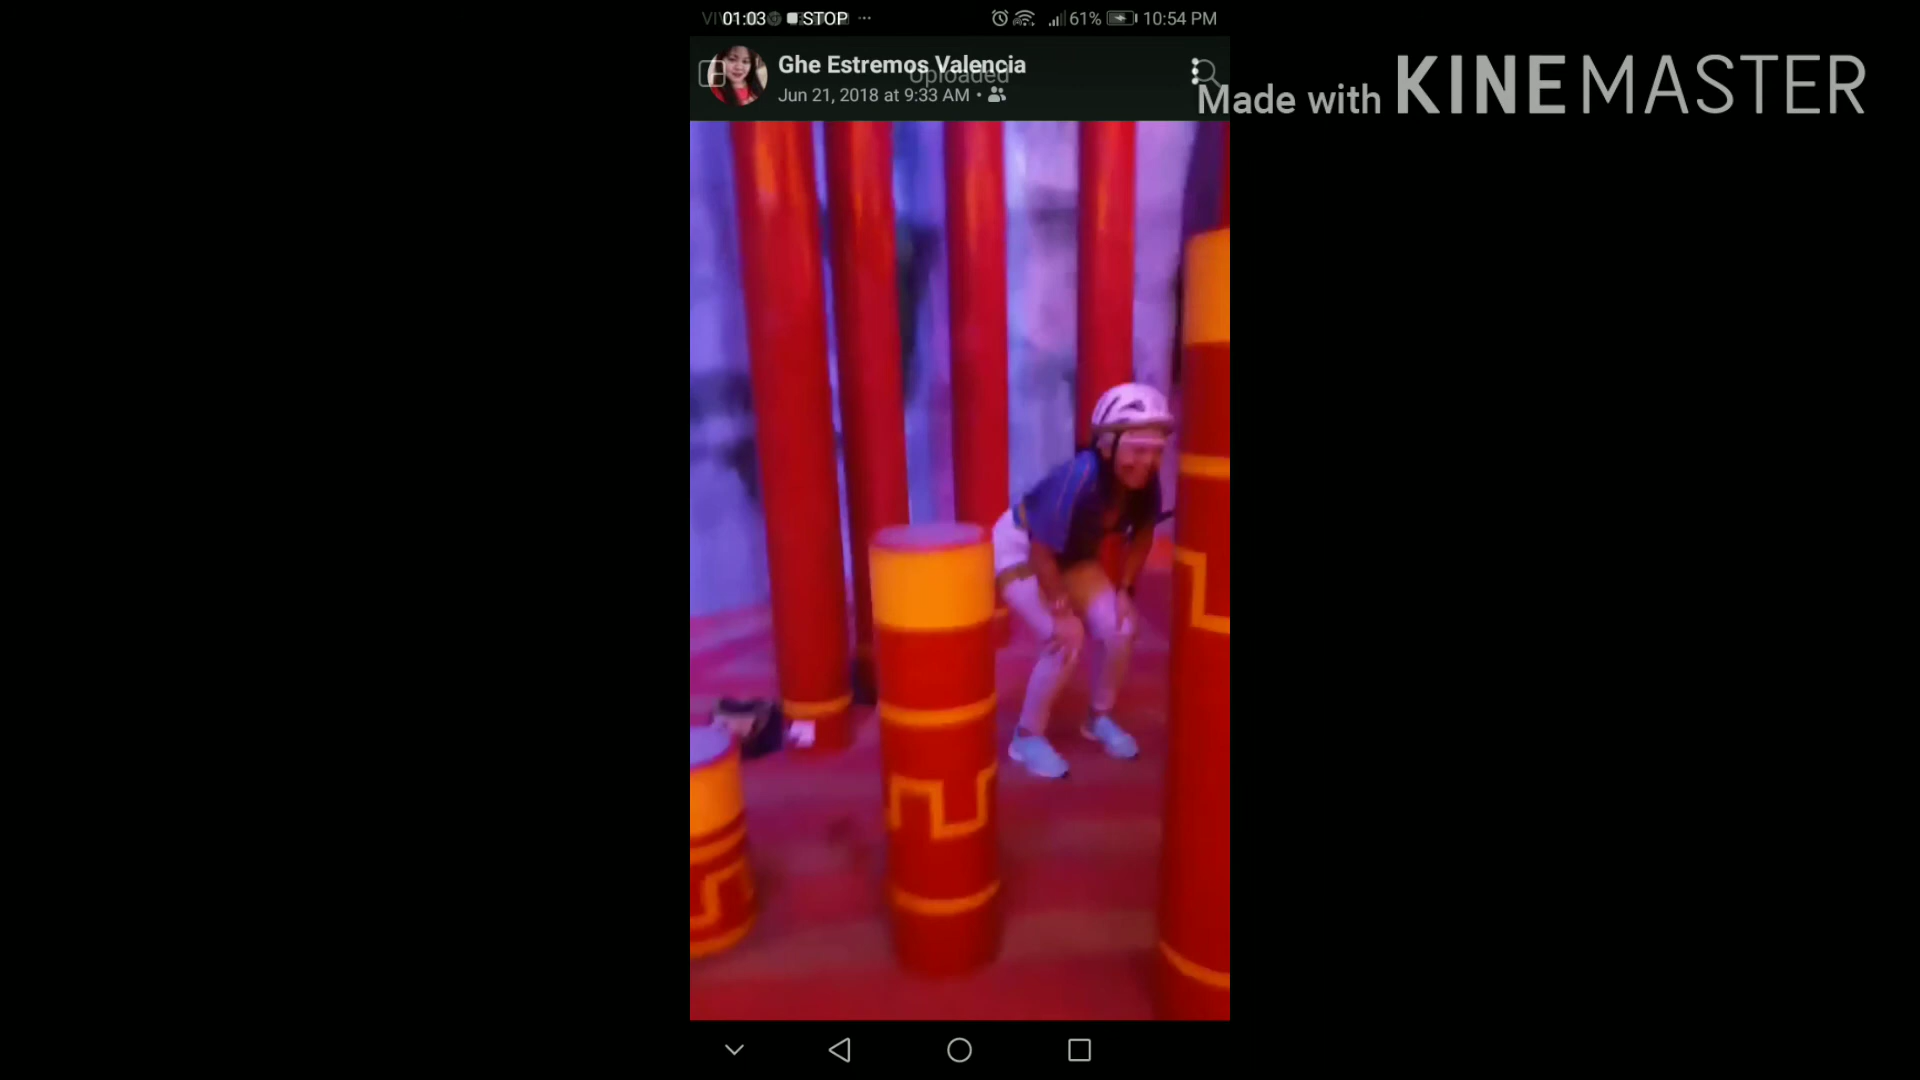 01:03 STOP ... 61% 10:54 PM
Ghe Estremos Valencia
Uploaded
Jun 21, 2018 at 9:33 AM •
Made with KINEMASTER